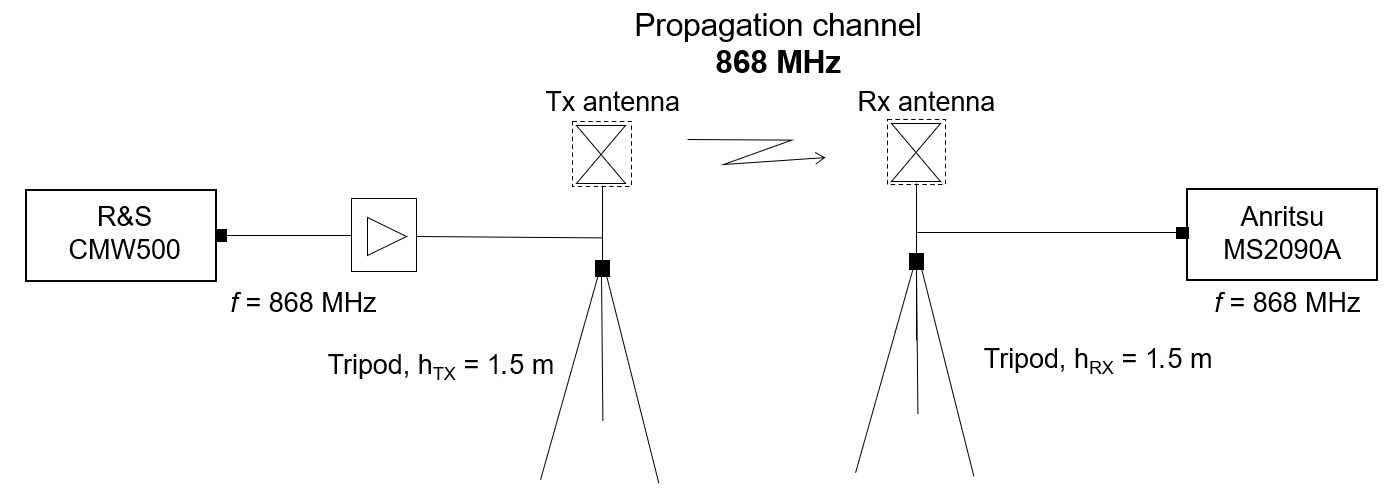 Propagation channel
868 MHz
Tx antenna
Rx antenna
R&S
CMW500
Anritsu
MS2090A
f = 868 MHz
f = 868 MHz
Tripod, hTX = 1.5 m
Tripod, hRX = 1.5 m